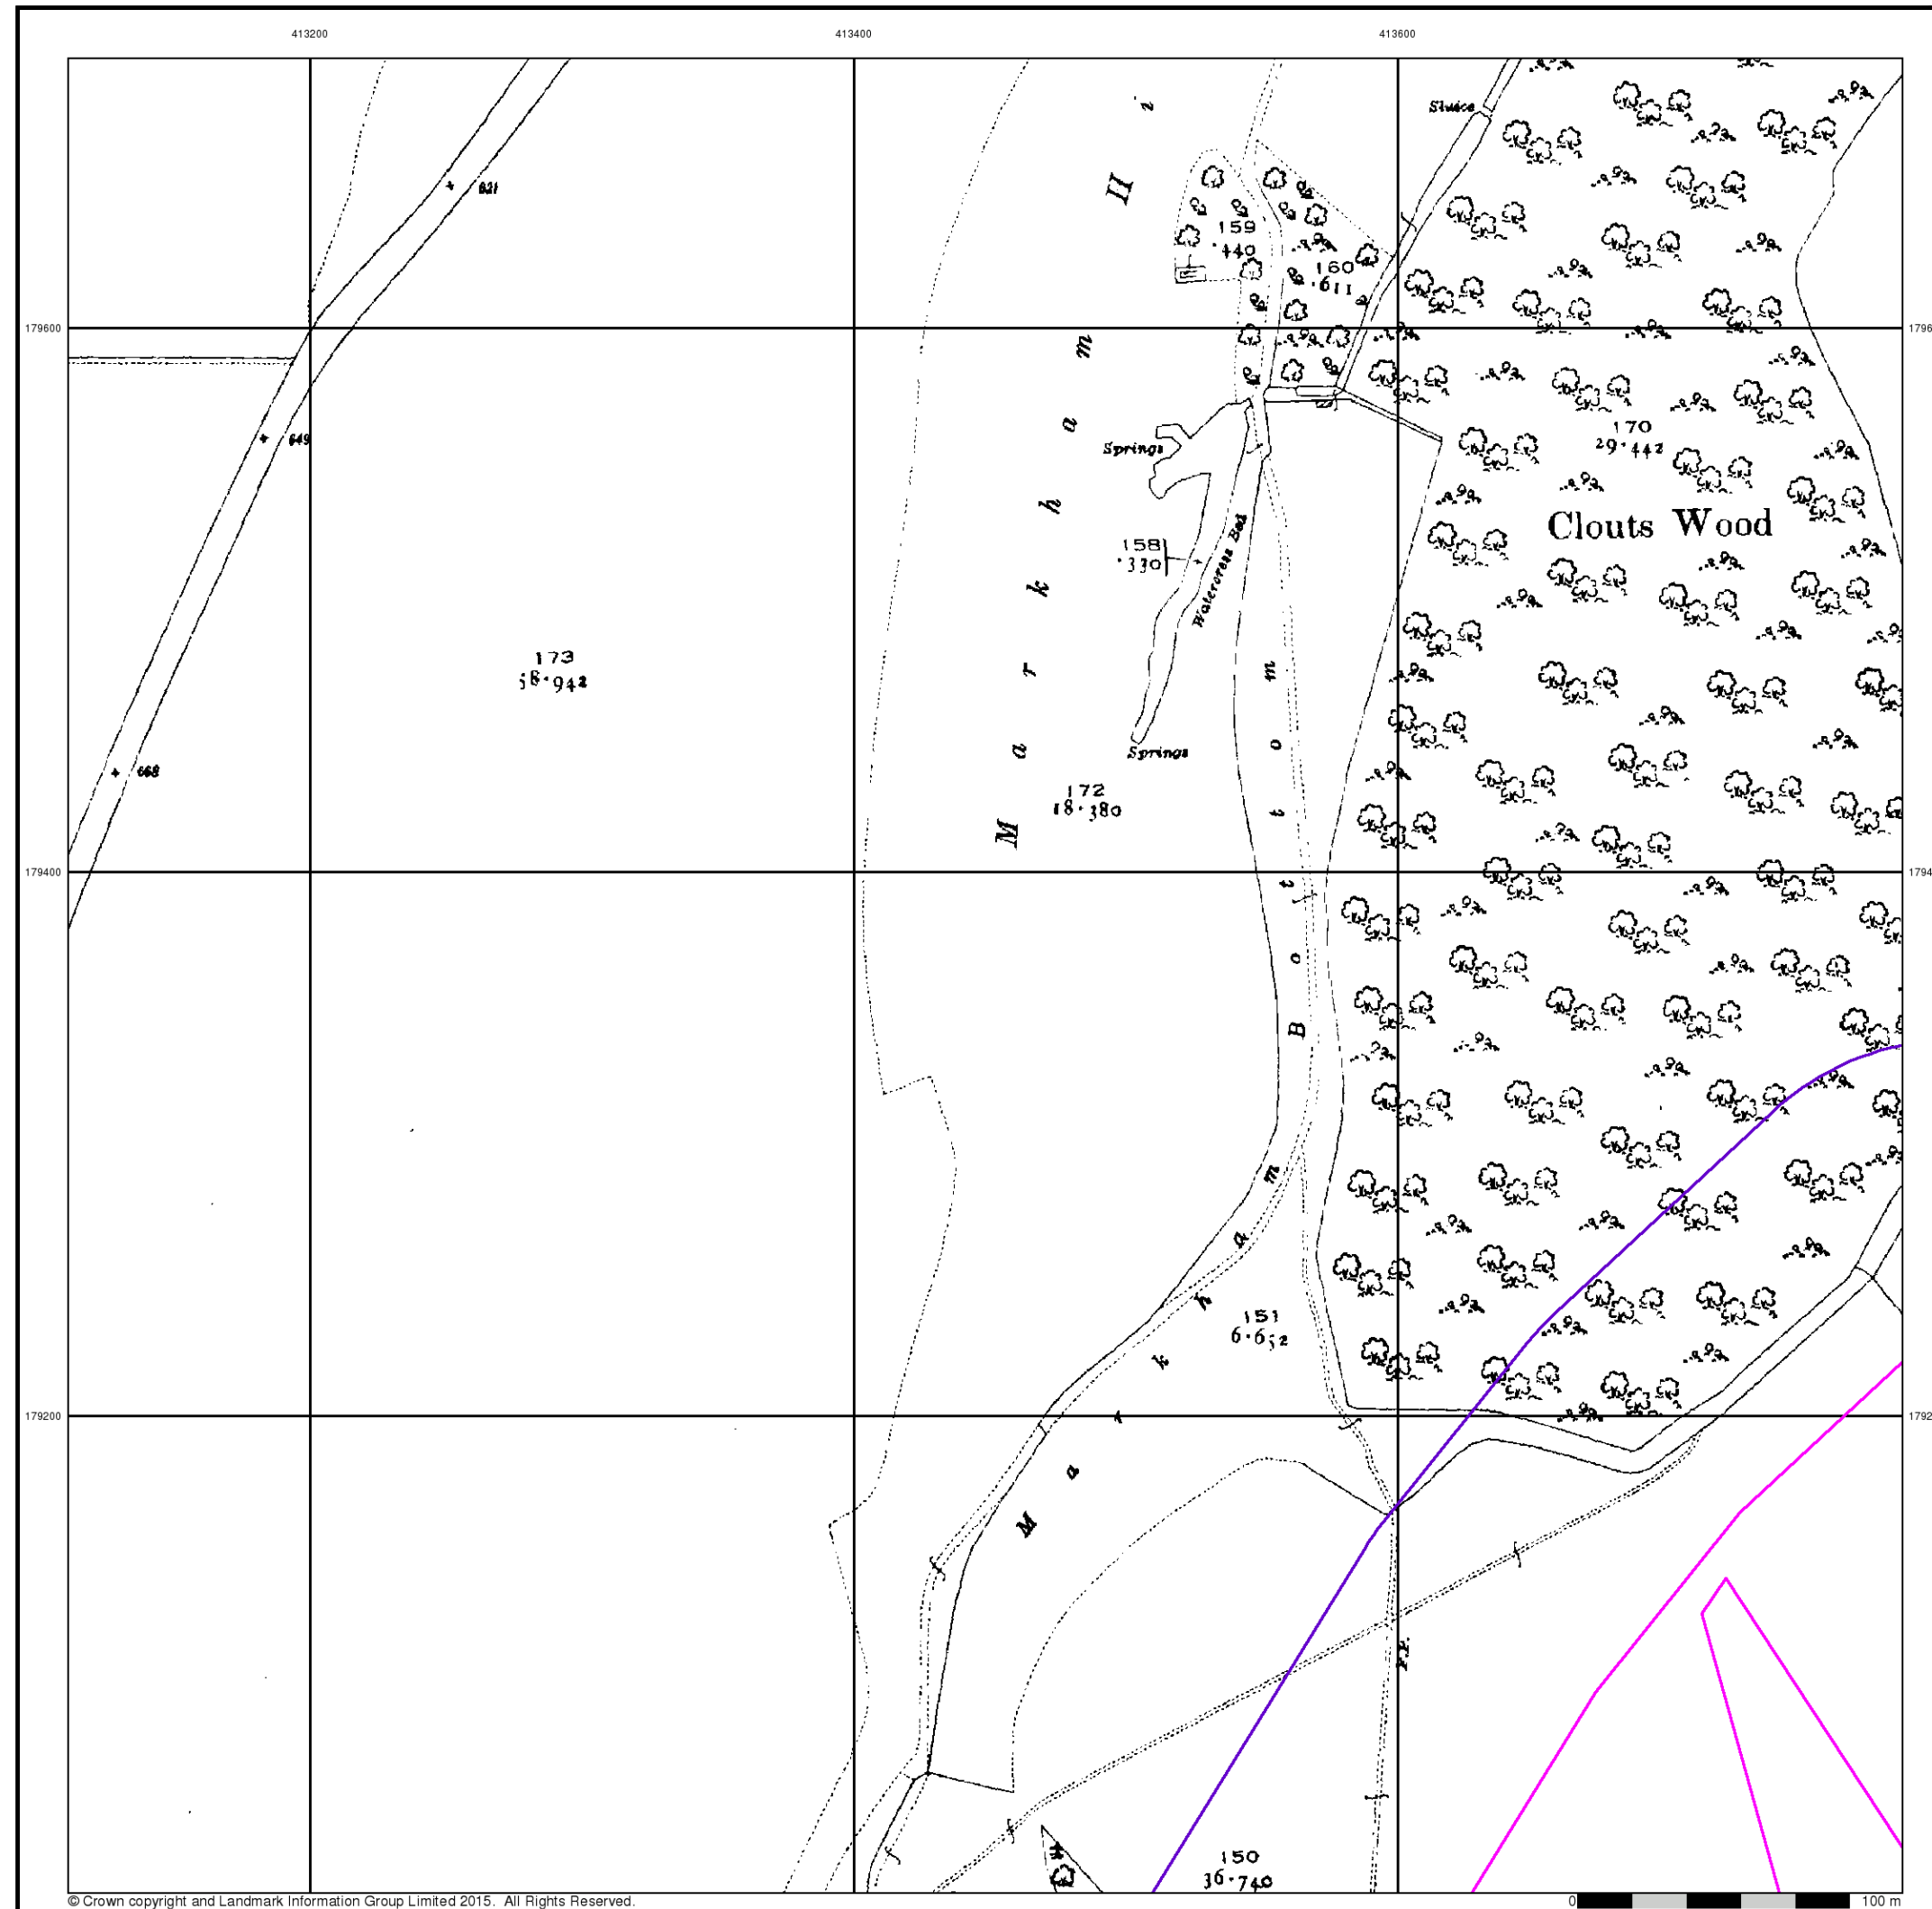 413200 413400 413600
Sluice
621
159
·440
160
·611
179600
649
Springs
170
29·442
Clouts Wood
158
·330
Watercress Bed
173
58·942
668
Springs
172
18·380
Markham Hi
179400
Markham Bottom
151
6·652
179200
F.P.
150
36·740
© Crown copyright and Landmark Information Group Limited 2015. All Rights Reserved.
0 100 m